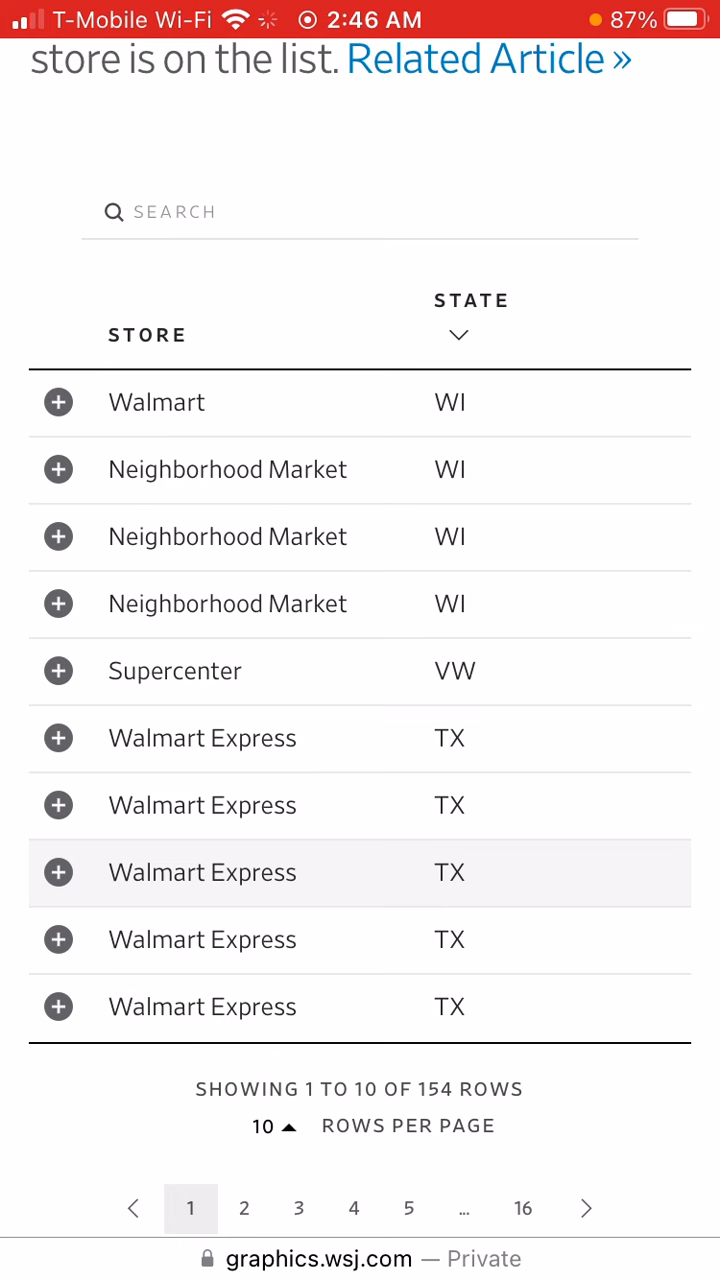 T-Mobile Wi-Fi 2:46 AM 87%
store is on the list. Related Article »
SEARCH
STORE STATE
Walmart WI
Neighborhood Market WI
Neighborhood Market WI
Neighborhood Market WI
Supercenter VW
Walmart Express TX
Walmart Express TX
Walmart Express TX
Walmart Express TX
Walmart Express TX
SHOWING 1 TO 10 OF 154 ROWS
10 ROWS PER PAGE
1 2 3 4 5 ... 16
graphics.wsj.com — Private